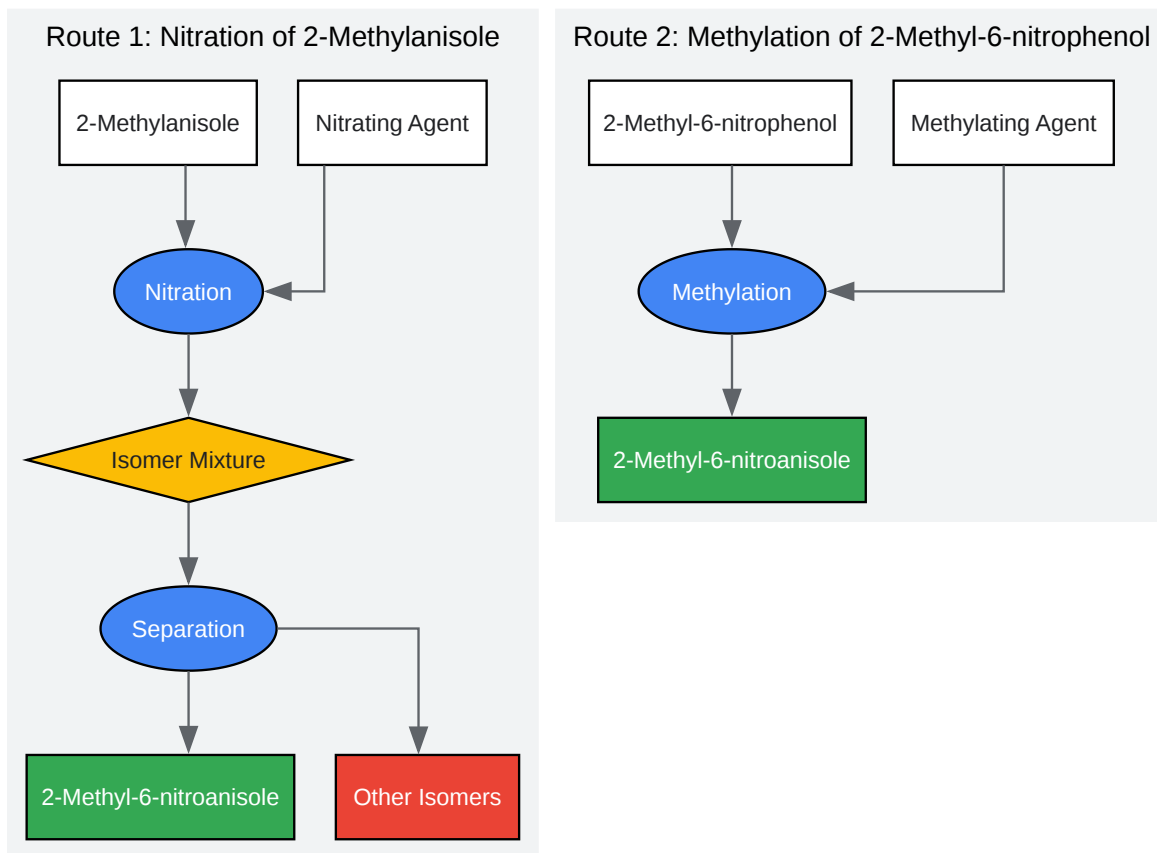 Route 1: Nitration of 2-Methylanisole
2-Methylanisole
Nitrating Agent
Nitration
Isomer Mixture
Separation
2-Methyl-6-nitroanisole
Other Isomers
Route 2: Methylation of 2-Methyl-6-nitrophenol
2-Methyl-6-nitrophenol
Methylating Agent
Methylation
2-Methyl-6-nitroanisole